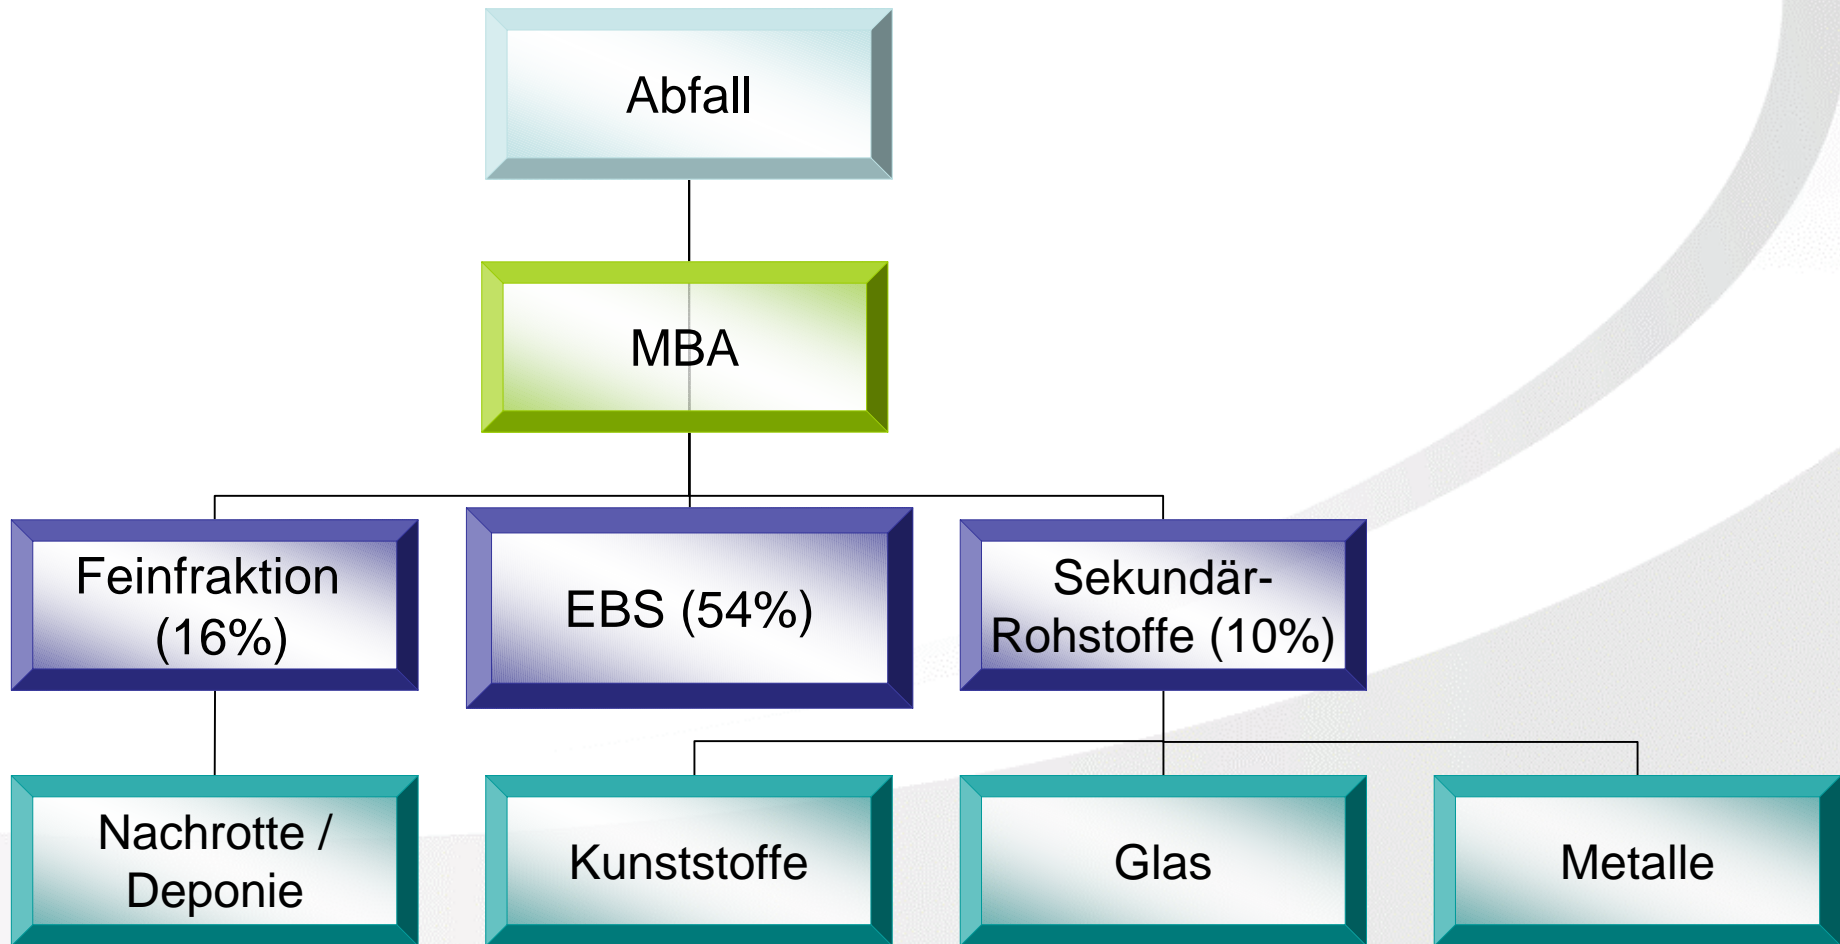 Abfall
MBA
Feinfraktion
(16%)
EBS (54%)
Sekundär-
Rohstoffe (10%)
Nachrotte /
Deponie
Kunststoffe
Glas
Metalle